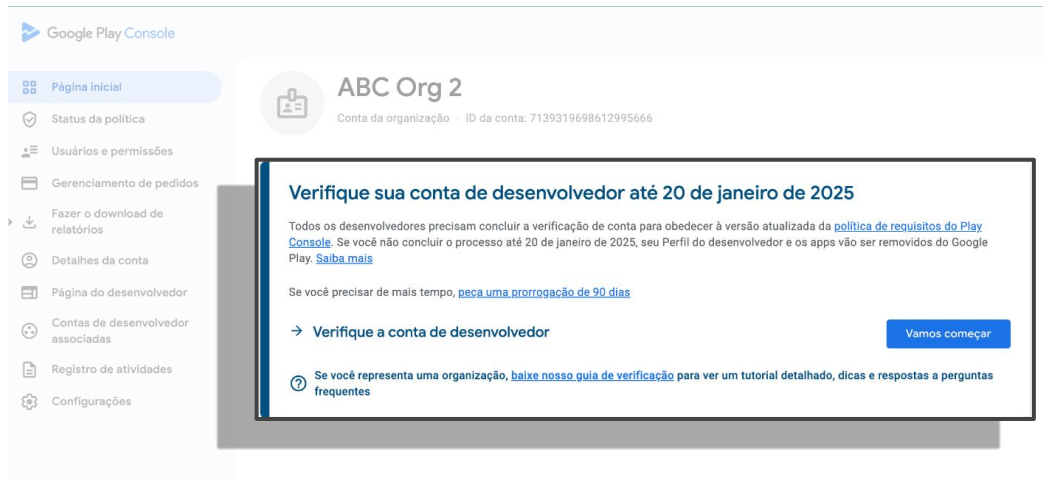 Google Play Console
Página inicial
Status da política
Usuários e permissões
Gerenciamento de pedidos
Fazer o download de
relatórios
Detalhes da conta
Página do desenvolvedor
Contas de desenvolvedor
associadas
Registro de atividades
Configurações
ABC Org 2
Conta da organização · ID da conta: 7139319698612995666
Verifique sua conta de desenvolvedor até 20 de janeiro de 2025
Todos os desenvolvedores precisam concluir a verificação de conta para obedecer à versão atualizada da política de requisitos do Play
Console. Se você não concluir o processo até 20 de janeiro de 2025, seu Perfil do desenvolvedor e os apps vão ser removidos do Google
Play. Saiba mais
Se você precisar de mais tempo, peça uma prorrogação de 90 dias
Verifique a conta de desenvolvedor
Vamos começar
Se você representa uma organização, baixe nosso guia de verificação para ver um tutorial detalhado, dicas e respostas a perguntas
frequentes